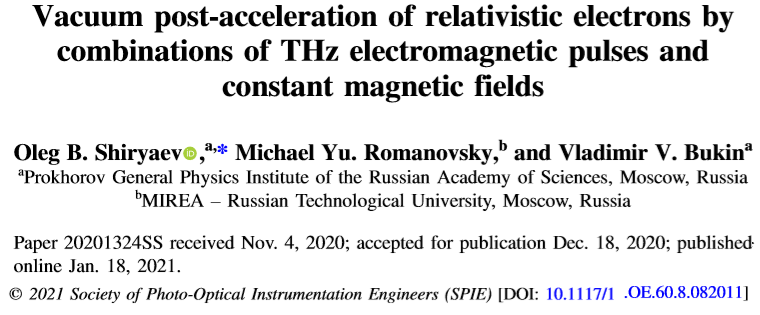 Vacuum post-acceleration of relativistic electrons by
combinations of THz electromagnetic pulses and
constant magnetic fields
Oleg B. Shiryaev,a,* Michael Yu. Romanovsky,b and Vladimir V. Bukina
aProkhorov General Physics Institute of the Russian Academy of Sciences, Moscow, Russia
bMIREA – Russian Technological University, Moscow, Russia
Paper 20201324SS received Nov. 4, 2020; accepted for publication Dec. 18, 2020; published
online Jan. 18, 2021.
© 2021 Society of Photo-Optical Instrumentation Engineers (SPIE) [DOI: 10.1117/1 .OE.60.8.082011]